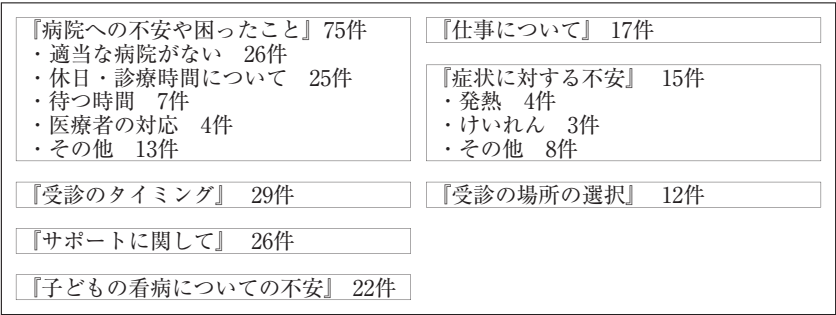 『病院への不安や困ったこと』75件
・適当な病院がない　26件
・休日・診療時間について　25件
・待つ時間　7件
・医療者の対応　4件
・その他　13件
『受診のタイミング』　29件
『サポートに関して』　26件
『子どもの看病についての不安』　22件
『仕事について』　17件
『症状に対する不安』　15件
・発熱　4件
・けいれん　3件
・その他　8件
『受診の場所の選択』　12件